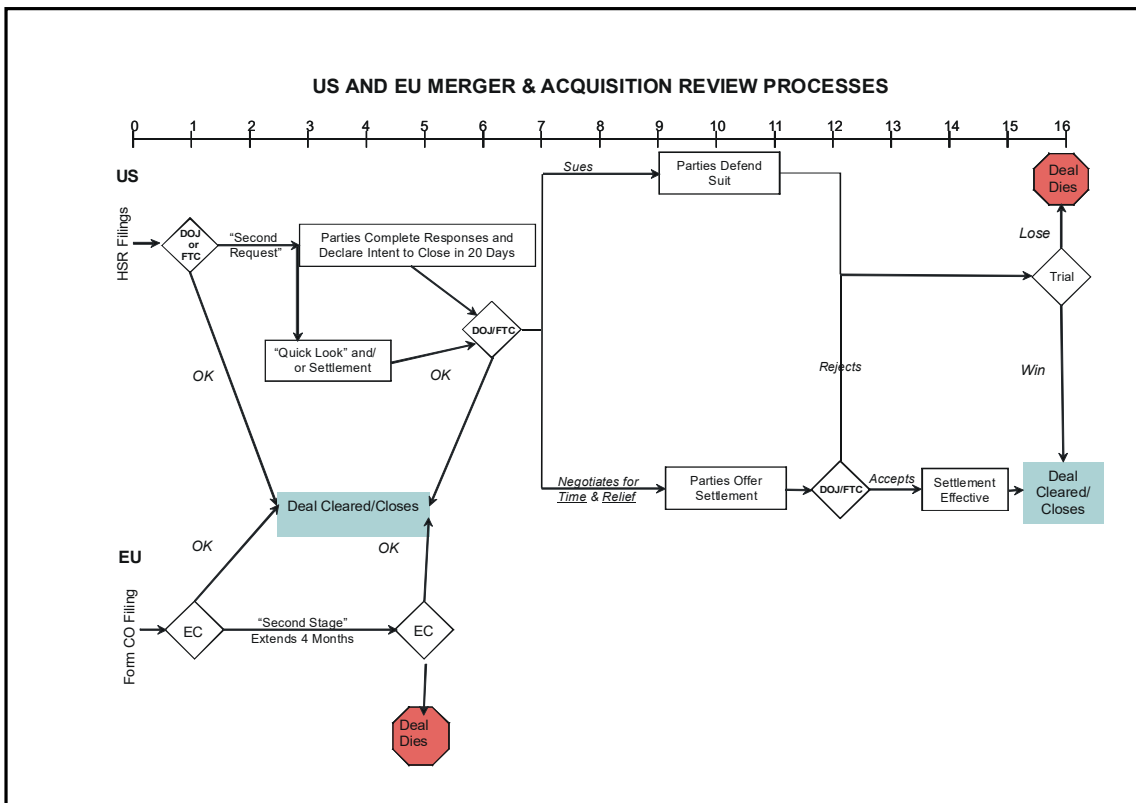 US AND EU MERGER & ACQUISITION REVIEW PROCESSES
0 1 2 3 4 5 6 7 8 9 10 11 12 13 14 15 16
US
HSR Filings
DOJ
or
FTC
“Second
Request”
Parties Complete Responses and
Declare Intent to Close in 20 Days
“Quick Look” and/
or Settlement
OK
OK
DOJ/FTC
Sues
Parties Defend
Suit
Deal
Dies
Lose
Trial
Win
Rejects
Negotiates for
Time & Relief
Parties Offer
Settlement
DOJ/FTC
Accepts
Settlement
Effective
Deal
Cleared/
Closes
Deal Cleared/Closes
OK
OK
EU
Form CO Filing
EC
“Second Stage”
Extends 4 Months
EC
Deal
Dies